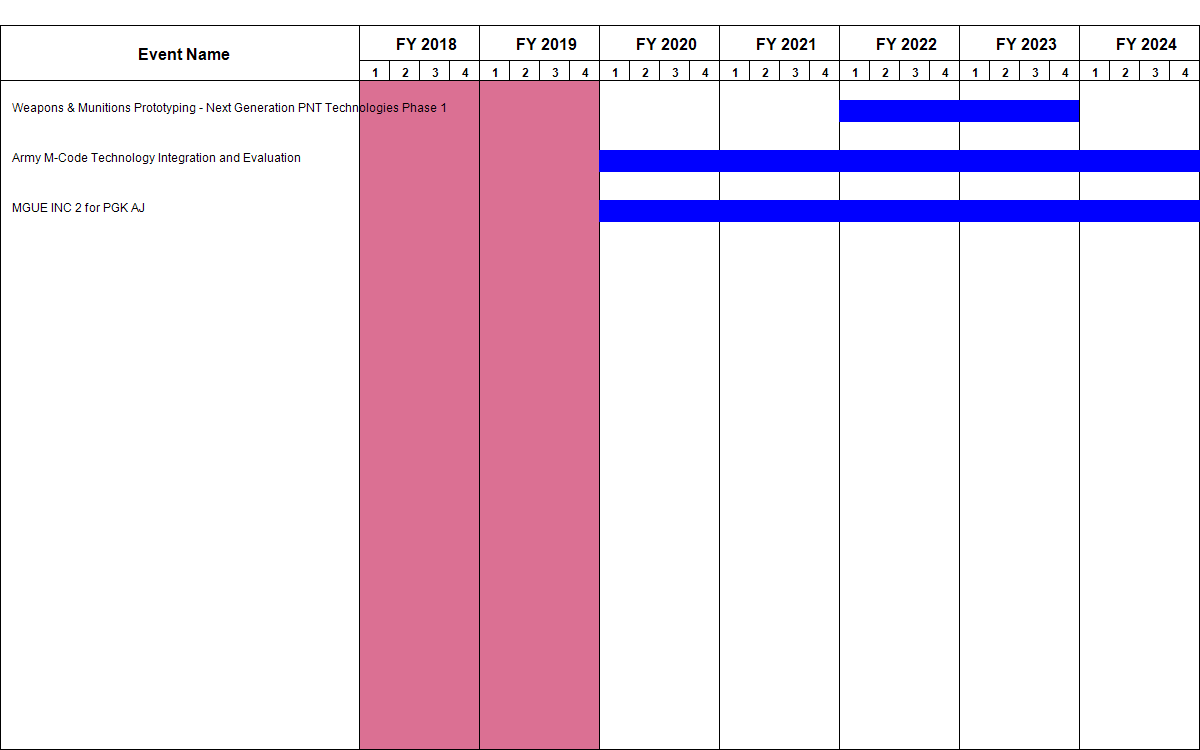 Event Name
FY 2018 FY 2019 FY 2020 FY 2021 FY 2022 FY 2023 FY 2024
1 2 3 4 1 2 3 4 1 2 3 4 1 2 3 4 1 2 3 4 1 2 3 4 1 2 3 4
Weapons & Munitions Prototyping - Next Generation PNT Technologies Phase 1
Army M-Code Technology Integration and Evaluation
MGUE INC 2 for PGK AJ